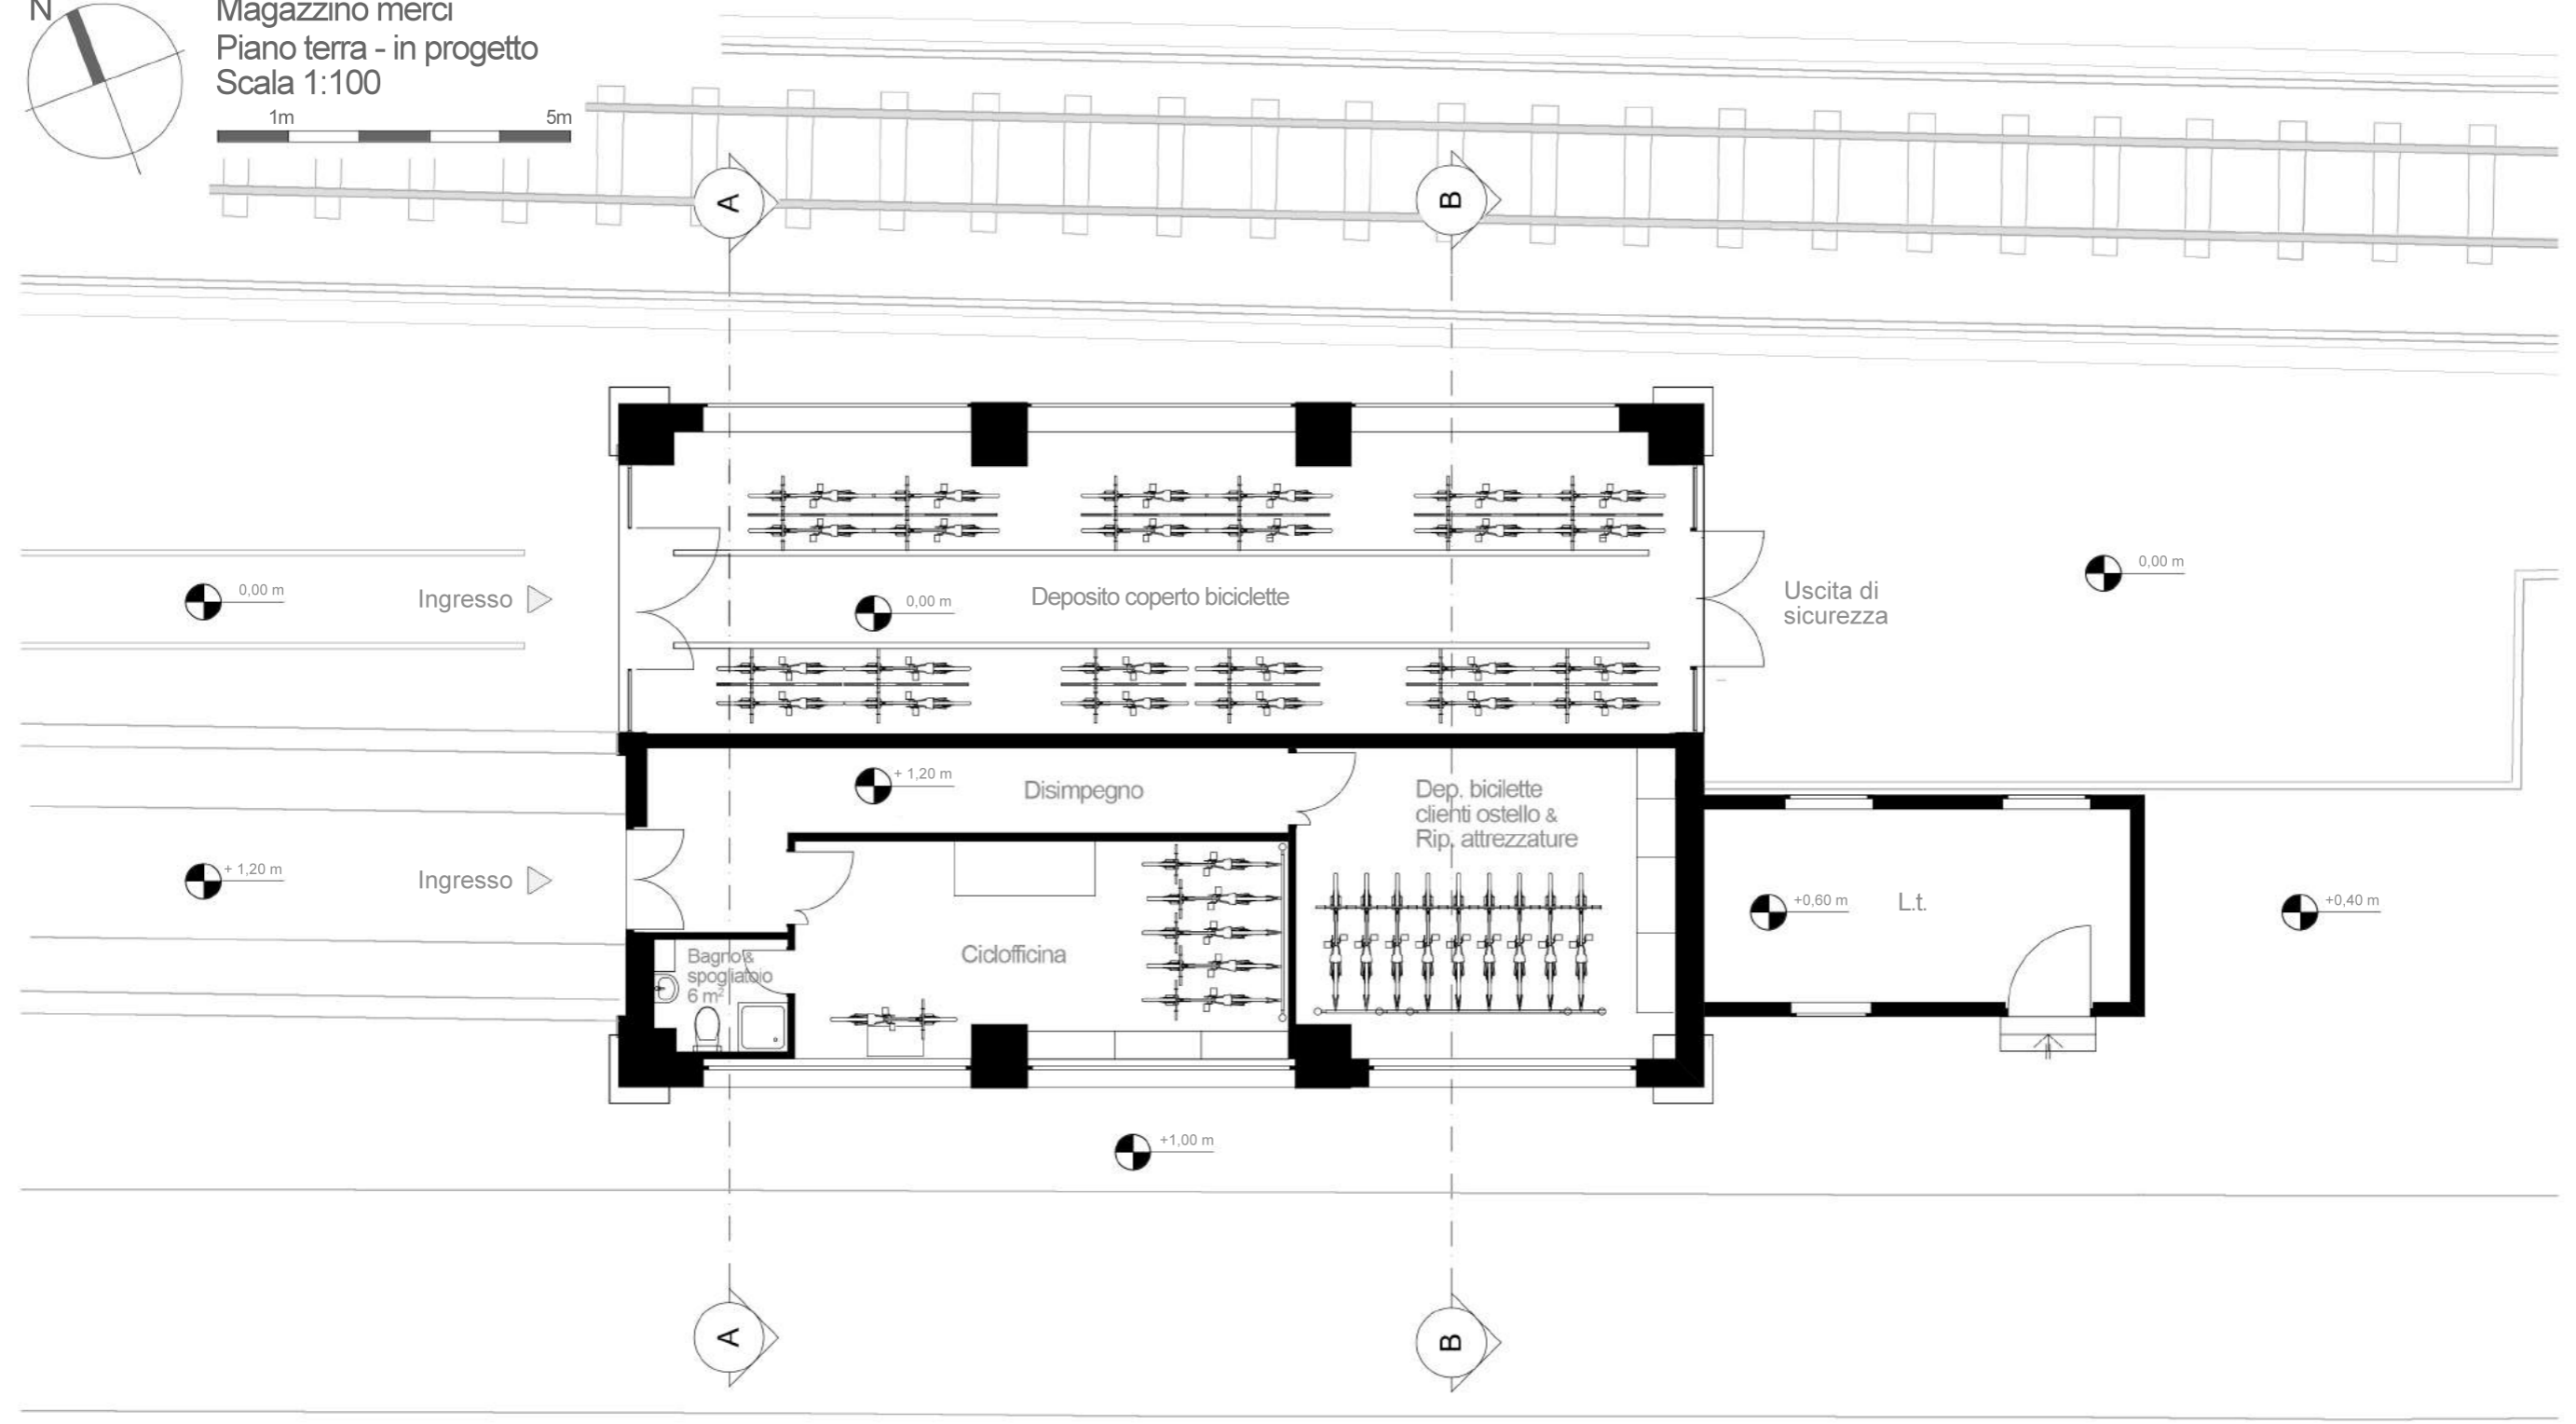 N
Magazzino merci
Piano terra - in progetto
Scala 1:100
1m
5m
A
B
0,00 m
Ingresso
0,00 m
Deposito coperto biciclette
Uscita di
sicurezza
0,00 m
+ 1,20 m
Disimpegno
Dep. bicilette
clienti ostello &
Rip. attrezzature
+ 1,20 m
Ingresso
Bagno &
spogliatoio
6 m²
Ciclofficina
+0,60 m
L.t.
+0,40 m
+1,00 m
A
B